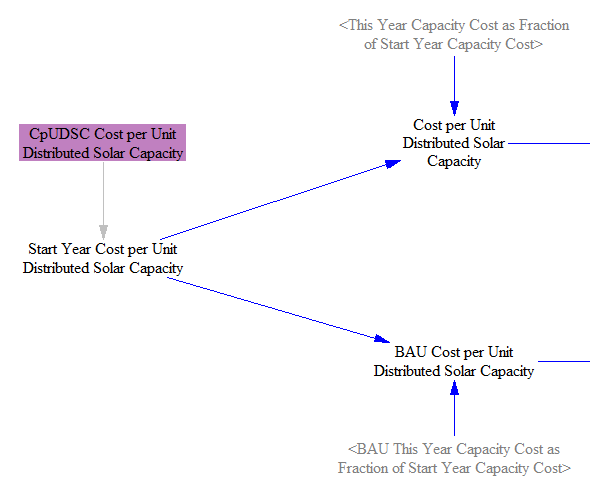 <This Year Capacity Cost as Fraction
of Start Year Capacity Cost>
CpUDSC Cost per Unit
Distributed Solar Capacity
Cost per Unit
Distributed Solar
Capacity
Start Year Cost per Unit
Distributed Solar Capacity
BAU Cost per Unit
Distributed Solar Capacity
<BAU This Year Capacity Cost as
Fraction of Start Year Capacity Cost>